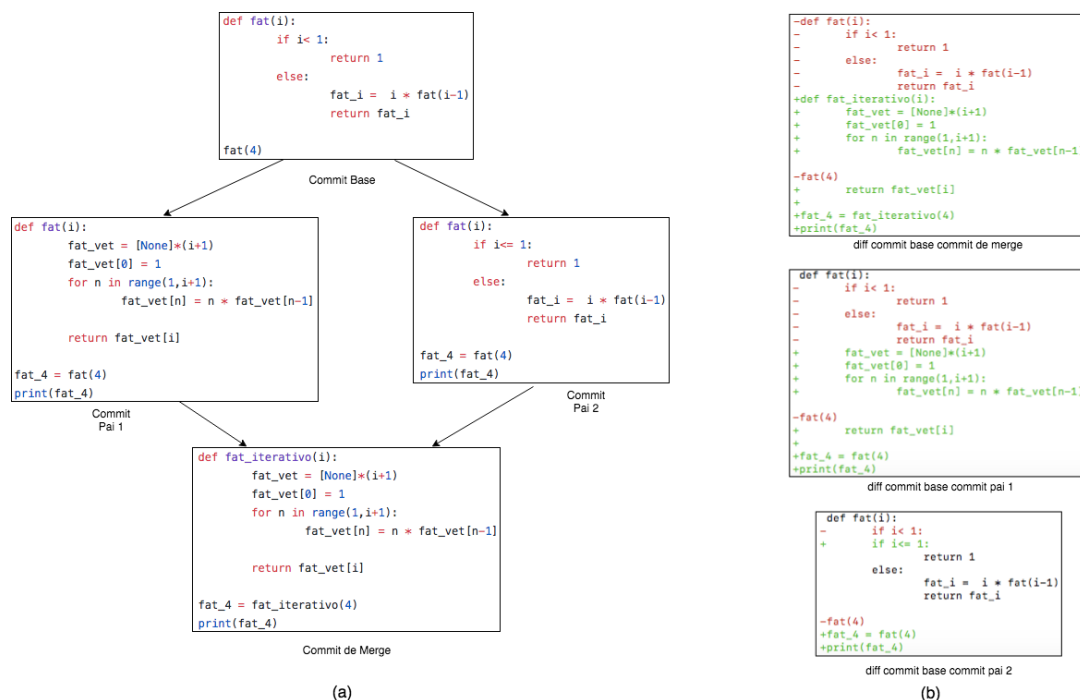 def fat(i):
if i< 1:
return 1
else:
fat_i =  i * fat(i-1)
return fat_i
fat(4)
Commit Base
def fat(i):
fat_vet = [None]*(i+1)
fat_vet[0] = 1
for n in range(1,i+1):
fat_vet[n] = n * fat_vet[n-1]
return fat_vet[i]
fat_4 = fat(4)
print(fat_4)
Commit
Pai 1
def fat(i):
if i<= 1:
return 1
else:
fat_i =  i * fat(i-1)
return fat_i
fat_4 = fat(4)
print(fat_4)
Commit
Pai 2
def fat_iterativo(i):
fat_vet = [None]*(i+1)
fat_vet[0] = 1
for n in range(1,i+1):
fat_vet[n] = n * fat_vet[n-1]
return fat_vet[i]
fat_4 = fat_iterativo(4)
print(fat_4)
Commit de Merge
(a)
-def fat(i):
- if i< 1:
- return 1
- else:
- fat_i =  i * fat(i-1)
- return fat_i
+def fat_iterativo(i):
+ fat_vet = [None]*(i+1)
+ fat_vet[0] = 1
+ for n in range(1,i+1):
+ fat_vet[n] = n * fat_vet[n-1]
-fat(4)
+ return fat_vet[i]
+
+fat_4 = fat_iterativo(4)
+print(fat_4)
diff commit base commit de merge
def fat(i):
- if i< 1:
- return 1
- else:
- fat_i =  i * fat(i-1)
- return fat_i
+ fat_vet = [None]*(i+1)
+ fat_vet[0] = 1
+ for n in range(1,i+1):
+ fat_vet[n] = n * fat_vet[n-1]
-fat(4)
+ return fat_vet[i]
+
+fat_4 = fat(4)
+print(fat_4)
diff commit base commit pai 1
def fat(i):
- if i< 1:
+ if i<= 1:
return 1
else:
fat_i =  i * fat(i-1)
return fat_i
-fat(4)
+fat_4 = fat(4)
+print(fat_4)
diff commit base commit pai 2
(b)